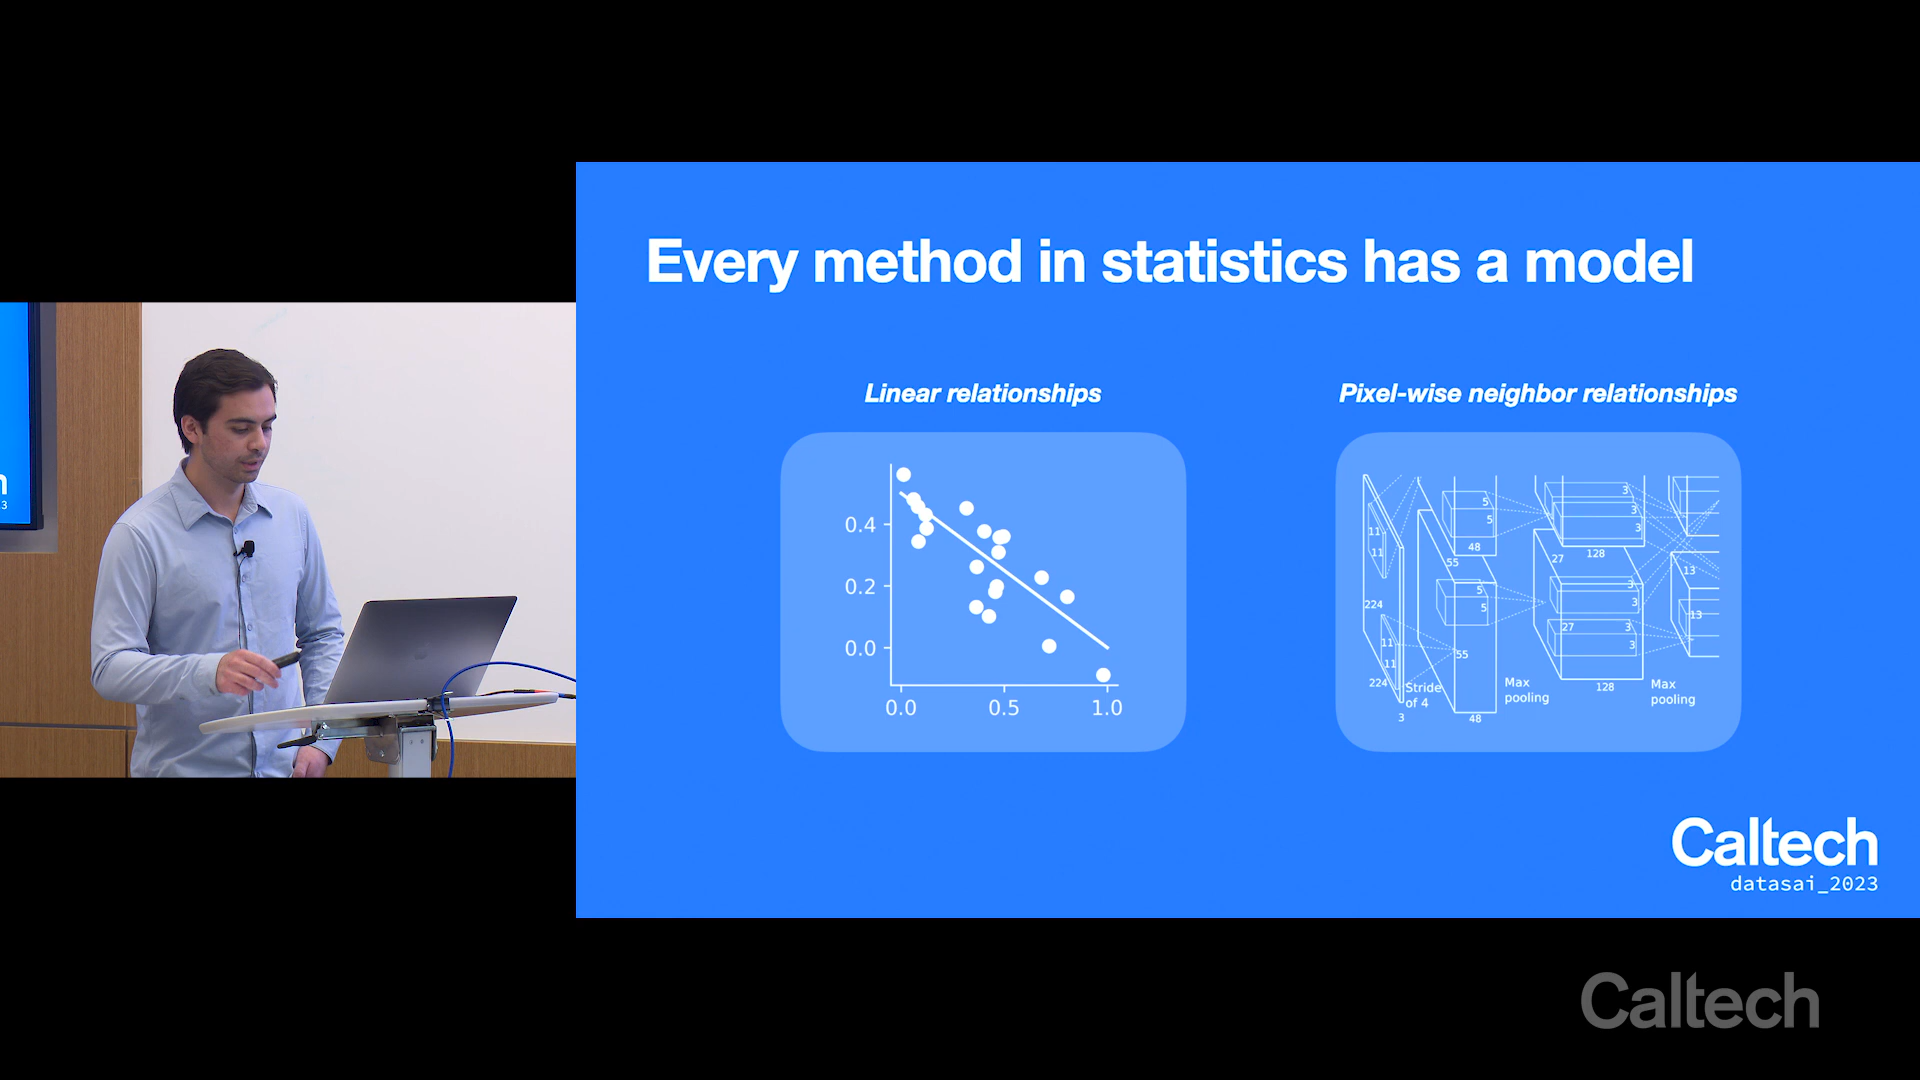 Every method in statistics has a model
Linear relationships
0.4
0.2
0.0
0.0 0.5 1.0
Pixel-wise neighbor relationships
5
5
48
55
11
11
224
3
3
3
128
27
13
5
5
3
3
13
27
3
3
55
11
11
224
Stride
of 4
3
48
Max
pooling
128
Max
pooling
Caltech
datasai_2023
Caltech